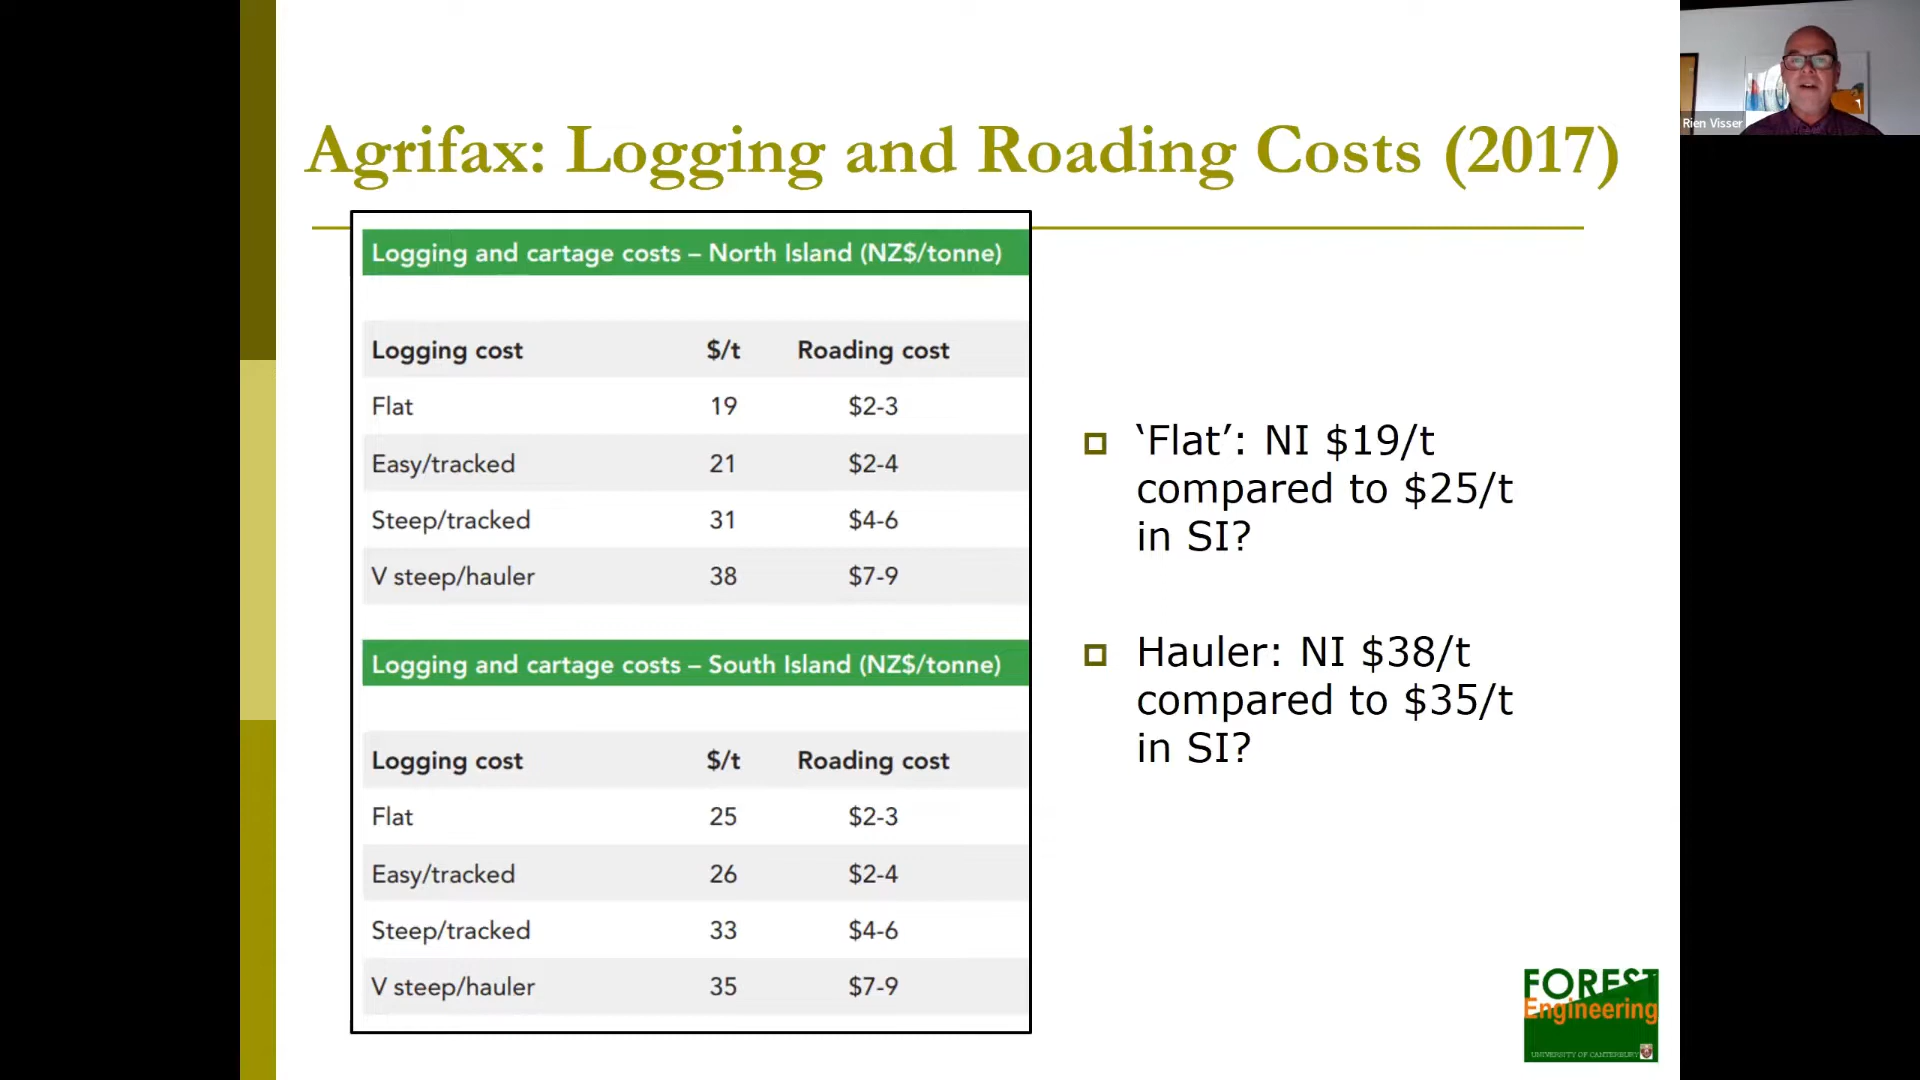 Agrifax: Logging and Roading Costs (2017)
Logging and cartage costs – North Island (NZ$/tonne)
Logging cost $/t Roading cost
Flat 19 $2-3
Easy/tracked 21 $2-4
Steep/tracked 31 $4-6
V steep/hauler 38 $7-9
Logging and cartage costs – South Island (NZ$/tonne)
Logging cost $/t Roading cost
Flat 25 $2-3
Easy/tracked 26 $2-4
Steep/tracked 33 $4-6
V steep/hauler 35 $7-9
‘Flat’: NI $19/t
compared to $25/t
in SI?
Hauler: NI $38/t
compared to $35/t
in SI?
Rien Visser
FOREST
Engineering
UNIVERSITY OF CANTERBURY